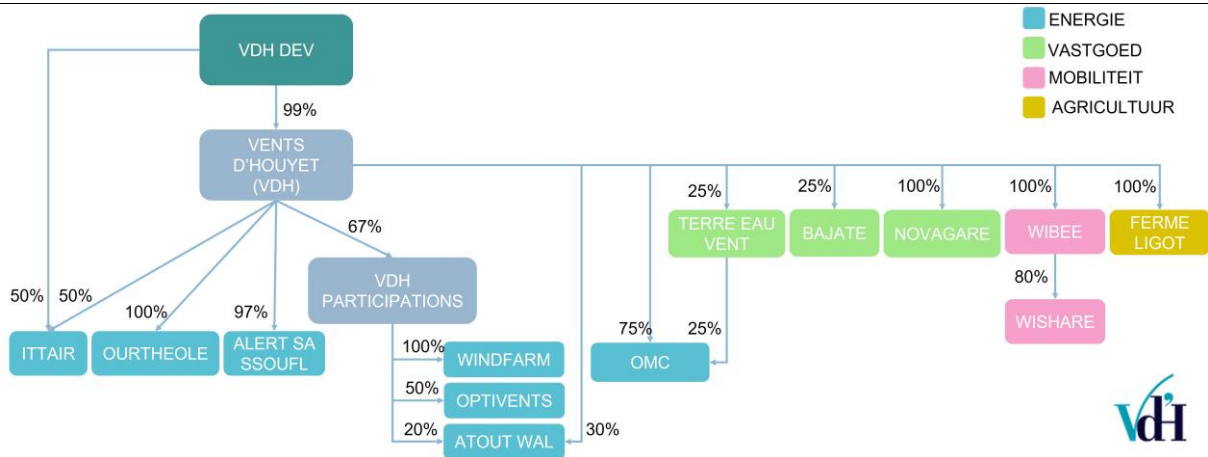 VDH DEV
ENERGIE
VASTGOED
MOBILITEIT
AGRICULTUUR
99%
VENTS
D'HOUYET
(VDH)
25%
25%
100%
100%
100%
67%
TERRE EAU
VENT
BAJATE
NOVAGARE
WIBEE
FERME
LIGOT
VDH
PARTICIPATIONS
80%
50%
50%
100%
97%
75%
25%
WISHARE
ITTAIR
OURTHEOLE
ALERT SA
SSOUFL
100%
WINDFARM
OMC
50%
OPTIVENTS
20%
ATOUT WAL
30%
Vd'H